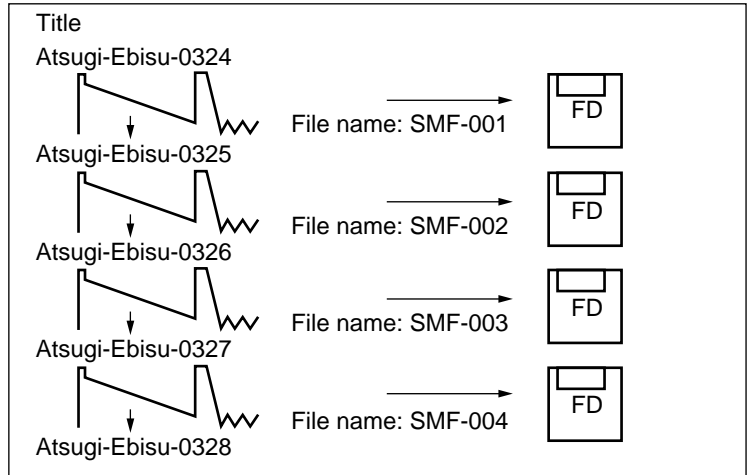 Title
Atsugi-Ebisu-0324
File name: SMF-001
FD
Atsugi-Ebisu-0325
File name: SMF-002
FD
Atsugi-Ebisu-0326
File name: SMF-003
FD
Atsugi-Ebisu-0327
File name: SMF-004
FD
Atsugi-Ebisu-0328